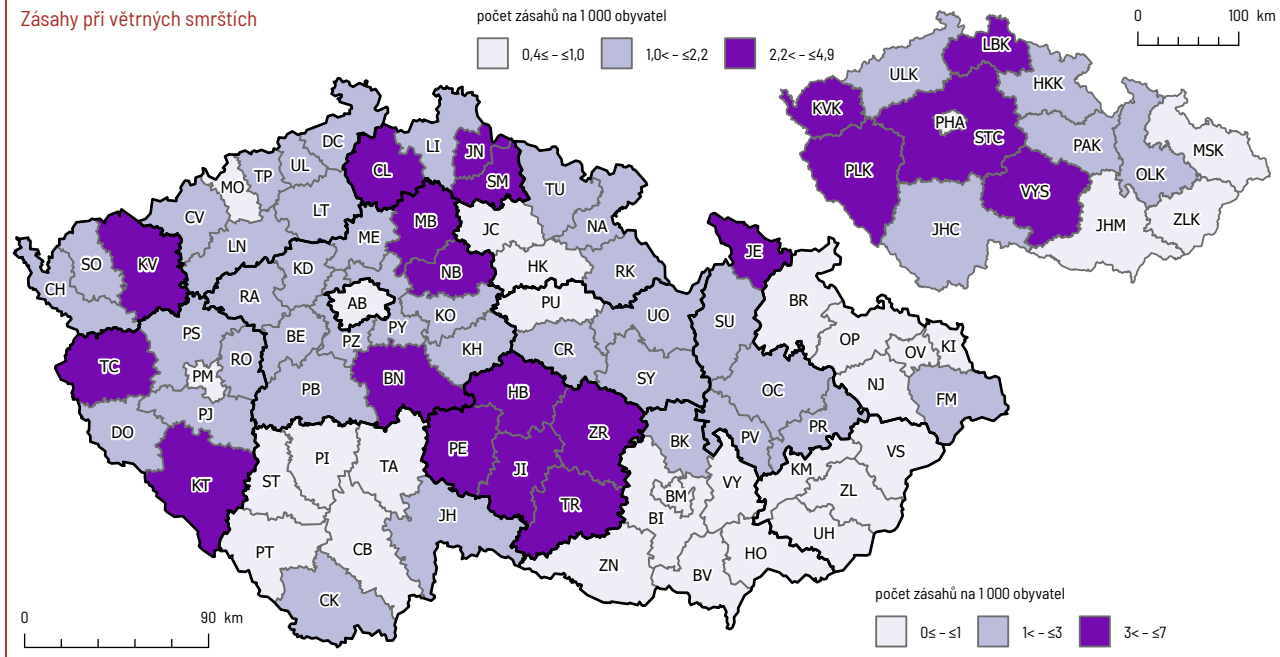 Zásahy při větrných smrštích
počet zásahů na 1 000 obyvatel
0,4≤ – ≤1,0
1,0< – ≤2,2
2,2< – ≤4,9
0 100 km
LBK
ULK
HKK
KVK
PHA
STC
PAK
MSK
PLK
OLK
VYS
ZLK
JHM
JHC
DC
LI
JN
UL
CL
SM
TP
MO
TU
LT
CV
MB
JC
NA
ME
LN
JE
SO
KV
HK
NB
KD
RK
CH
RA
AB
PU
BR
KO
UO
SU
PY
PS
BE
PZ
OP
KI
OV
RO
KH
CR
TC
PM
BN
SY
NJ
PB
HB
OC
FM
PJ
DO
ZR
PR
PV
BK
PE
VS
PI
TA
JI
KM
ST
KT
VY
ZL
BM
TR
JH
BI
UH
PT
CB
HO
ZN
BV
CK
0 90 km
počet zásahů na 1 000 obyvatel
0≤ – ≤1
1< – ≤3
3< – ≤7